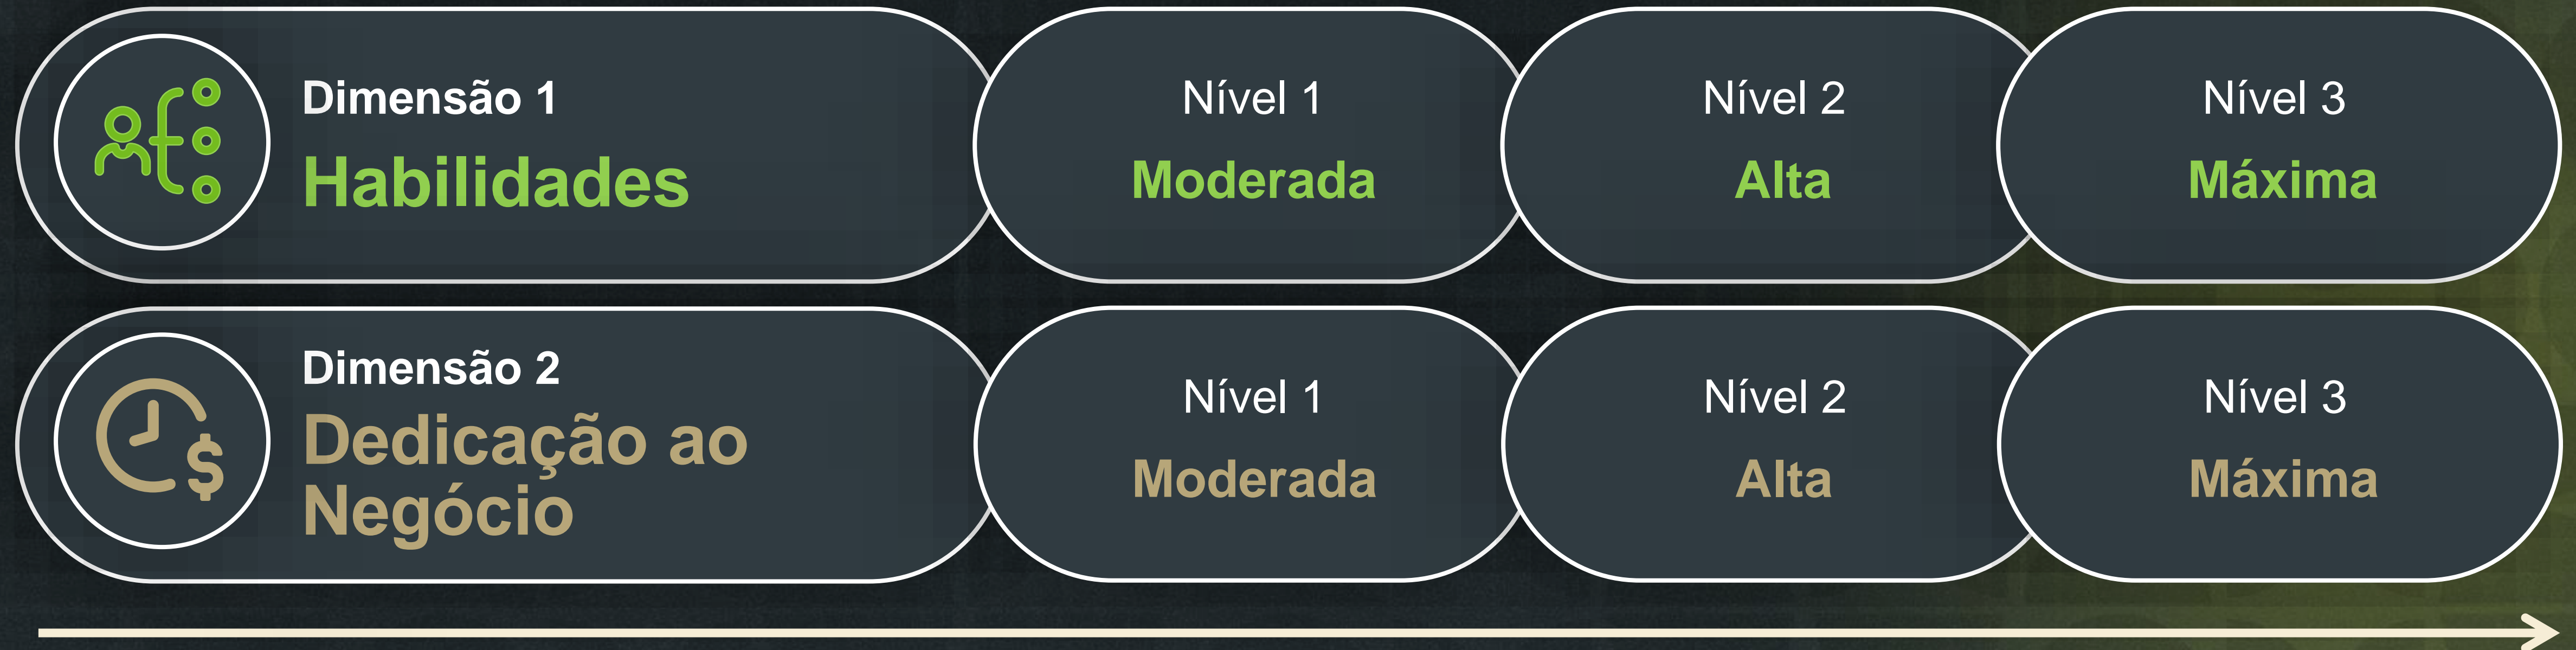 Dimensão 1
Habilidades
Nível 1
Moderada
Nível 2
Alta
Nível 3
Máxima
Dimensão 2
Dedicação ao
Negócio
Nível 1
Moderada
Nível 2
Alta
Nível 3
Máxima